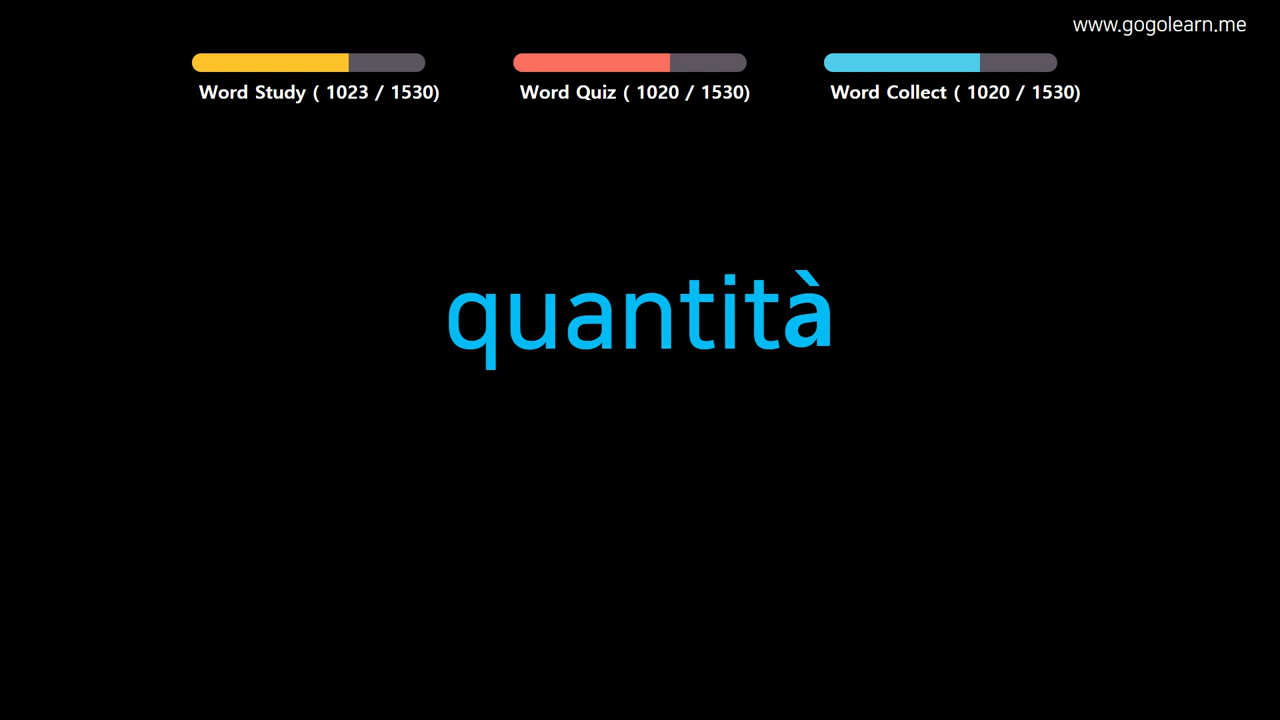 www.gogolearn.me
Word Study ( 1023 / 1530)
Word Quiz ( 1020 / 1530)
Word Collect ( 1020 / 1530)
quantità